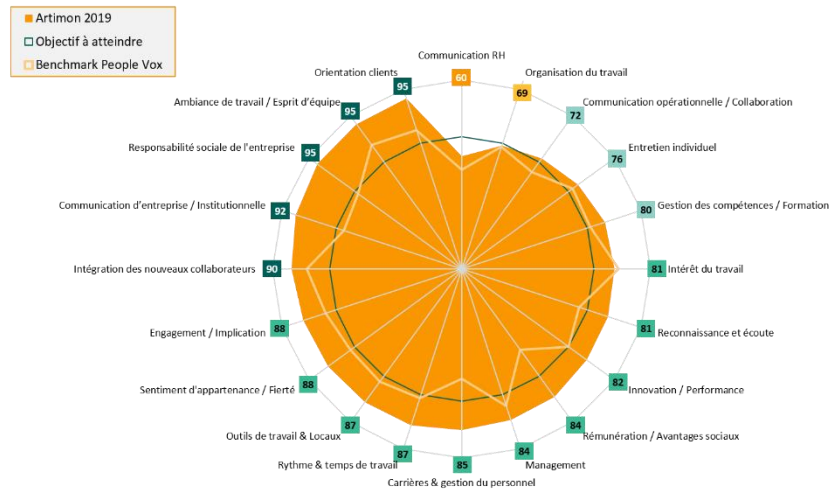 Artimon 2019
Objectif à atteindre
Benchmark People Vox
Communication RH
60
Organisation du travail
69
Communication opérationnelle / Collaboration
72
Entretien individuel
76
Gestion des compétences / Formation
80
Intérêt du travail
81
Reconnaissance et écoute
81
Innovation / Performance
82
Rémunération / Avantages sociaux
84
Management
84
Carrières & gestion du personnel
85
Rythme & temps de travail
87
Outils de travail & Locaux
87
Sentiment d'appartenance / Fierté
88
Engagement / Implication
88
Intégration des nouveaux collaborateurs
90
Communication d'entreprise / Institutionnelle
92
Responsabilité sociale de l'entreprise
95
Ambiance de travail / Esprit d'équipe
95
Orientation clients
95